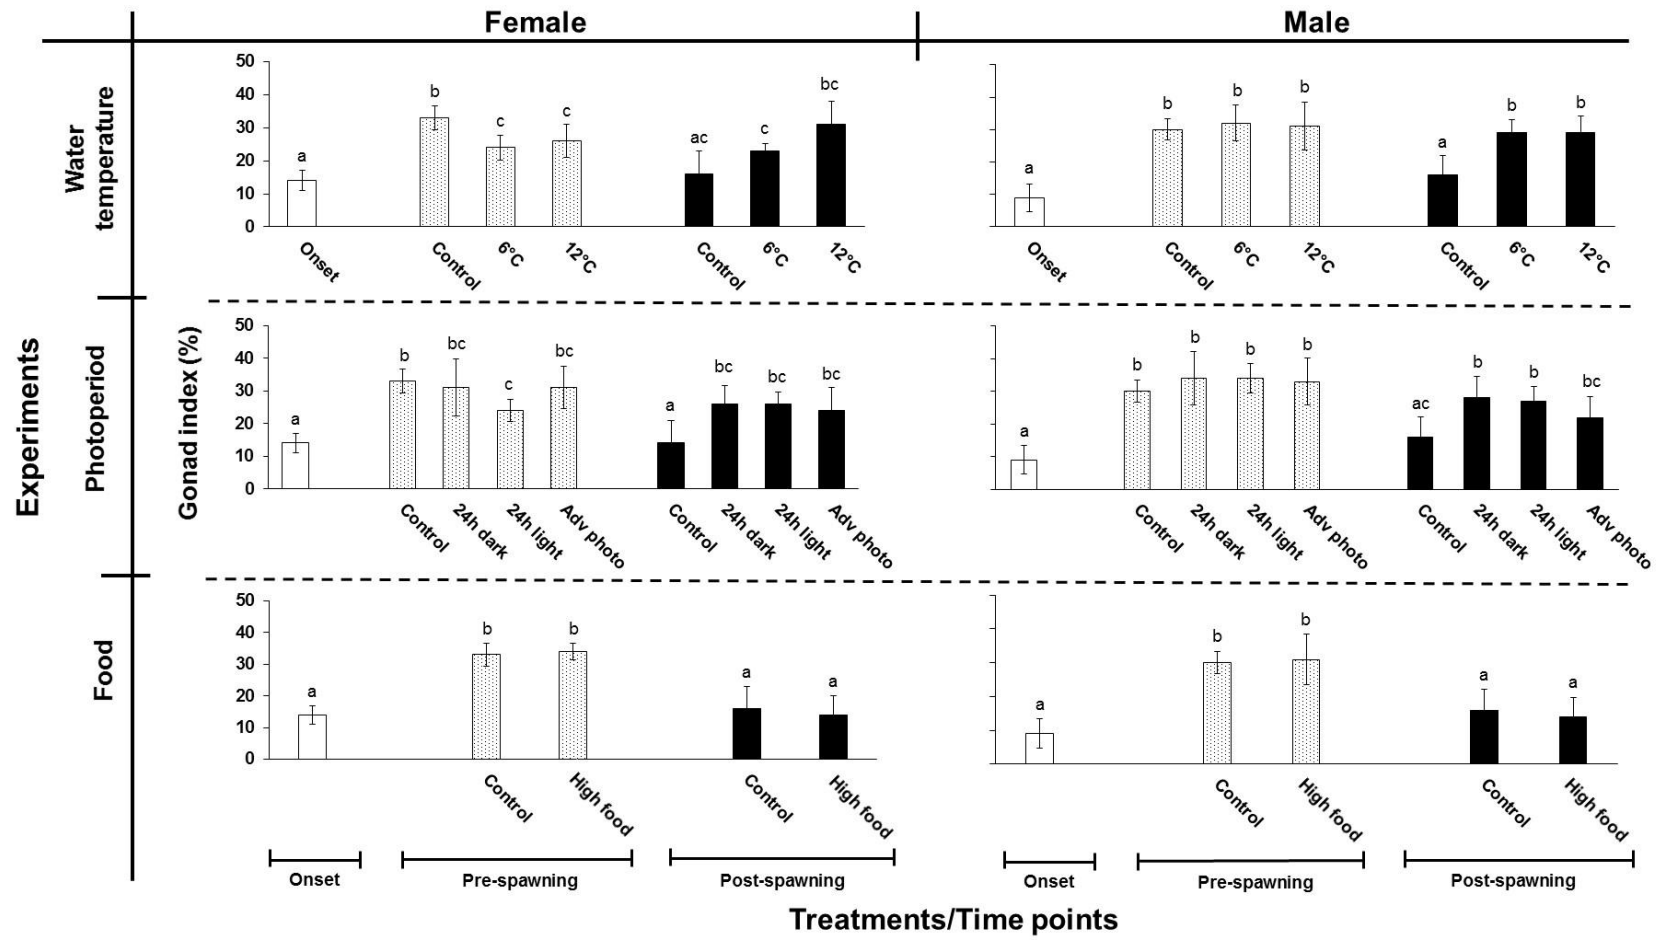 Female
Male
Experiments
Gonad index (%)
Water
temperature
50
40
30
20
10
0
a
b
c
c
ac
c
bc
Onset
Control
6°C
12°C
Control
6°C
12°C
a
b
b
b
a
b
b
Onset
Control
6°C
12°C
Control
6°C
12°C
Photoperiod
50
40
30
20
10
0
a
b
bc
c
bc
a
bc
bc
bc
Control
24h dark
24h light
Adv photo
Control
24h dark
24h light
Adv photo
a
b
b
b
b
ac
b
b
bc
Control
24h dark
24h light
Adv photo
Control
24h dark
24h light
Adv photo
Food
50
40
30
20
10
0
a
b
b
a
a
Control
High food
Control
High food
a
b
b
a
a
Control
High food
Control
High food
Onset
Pre-spawning
Post-spawning
Onset
Pre-spawning
Post-spawning
Treatments/Time points